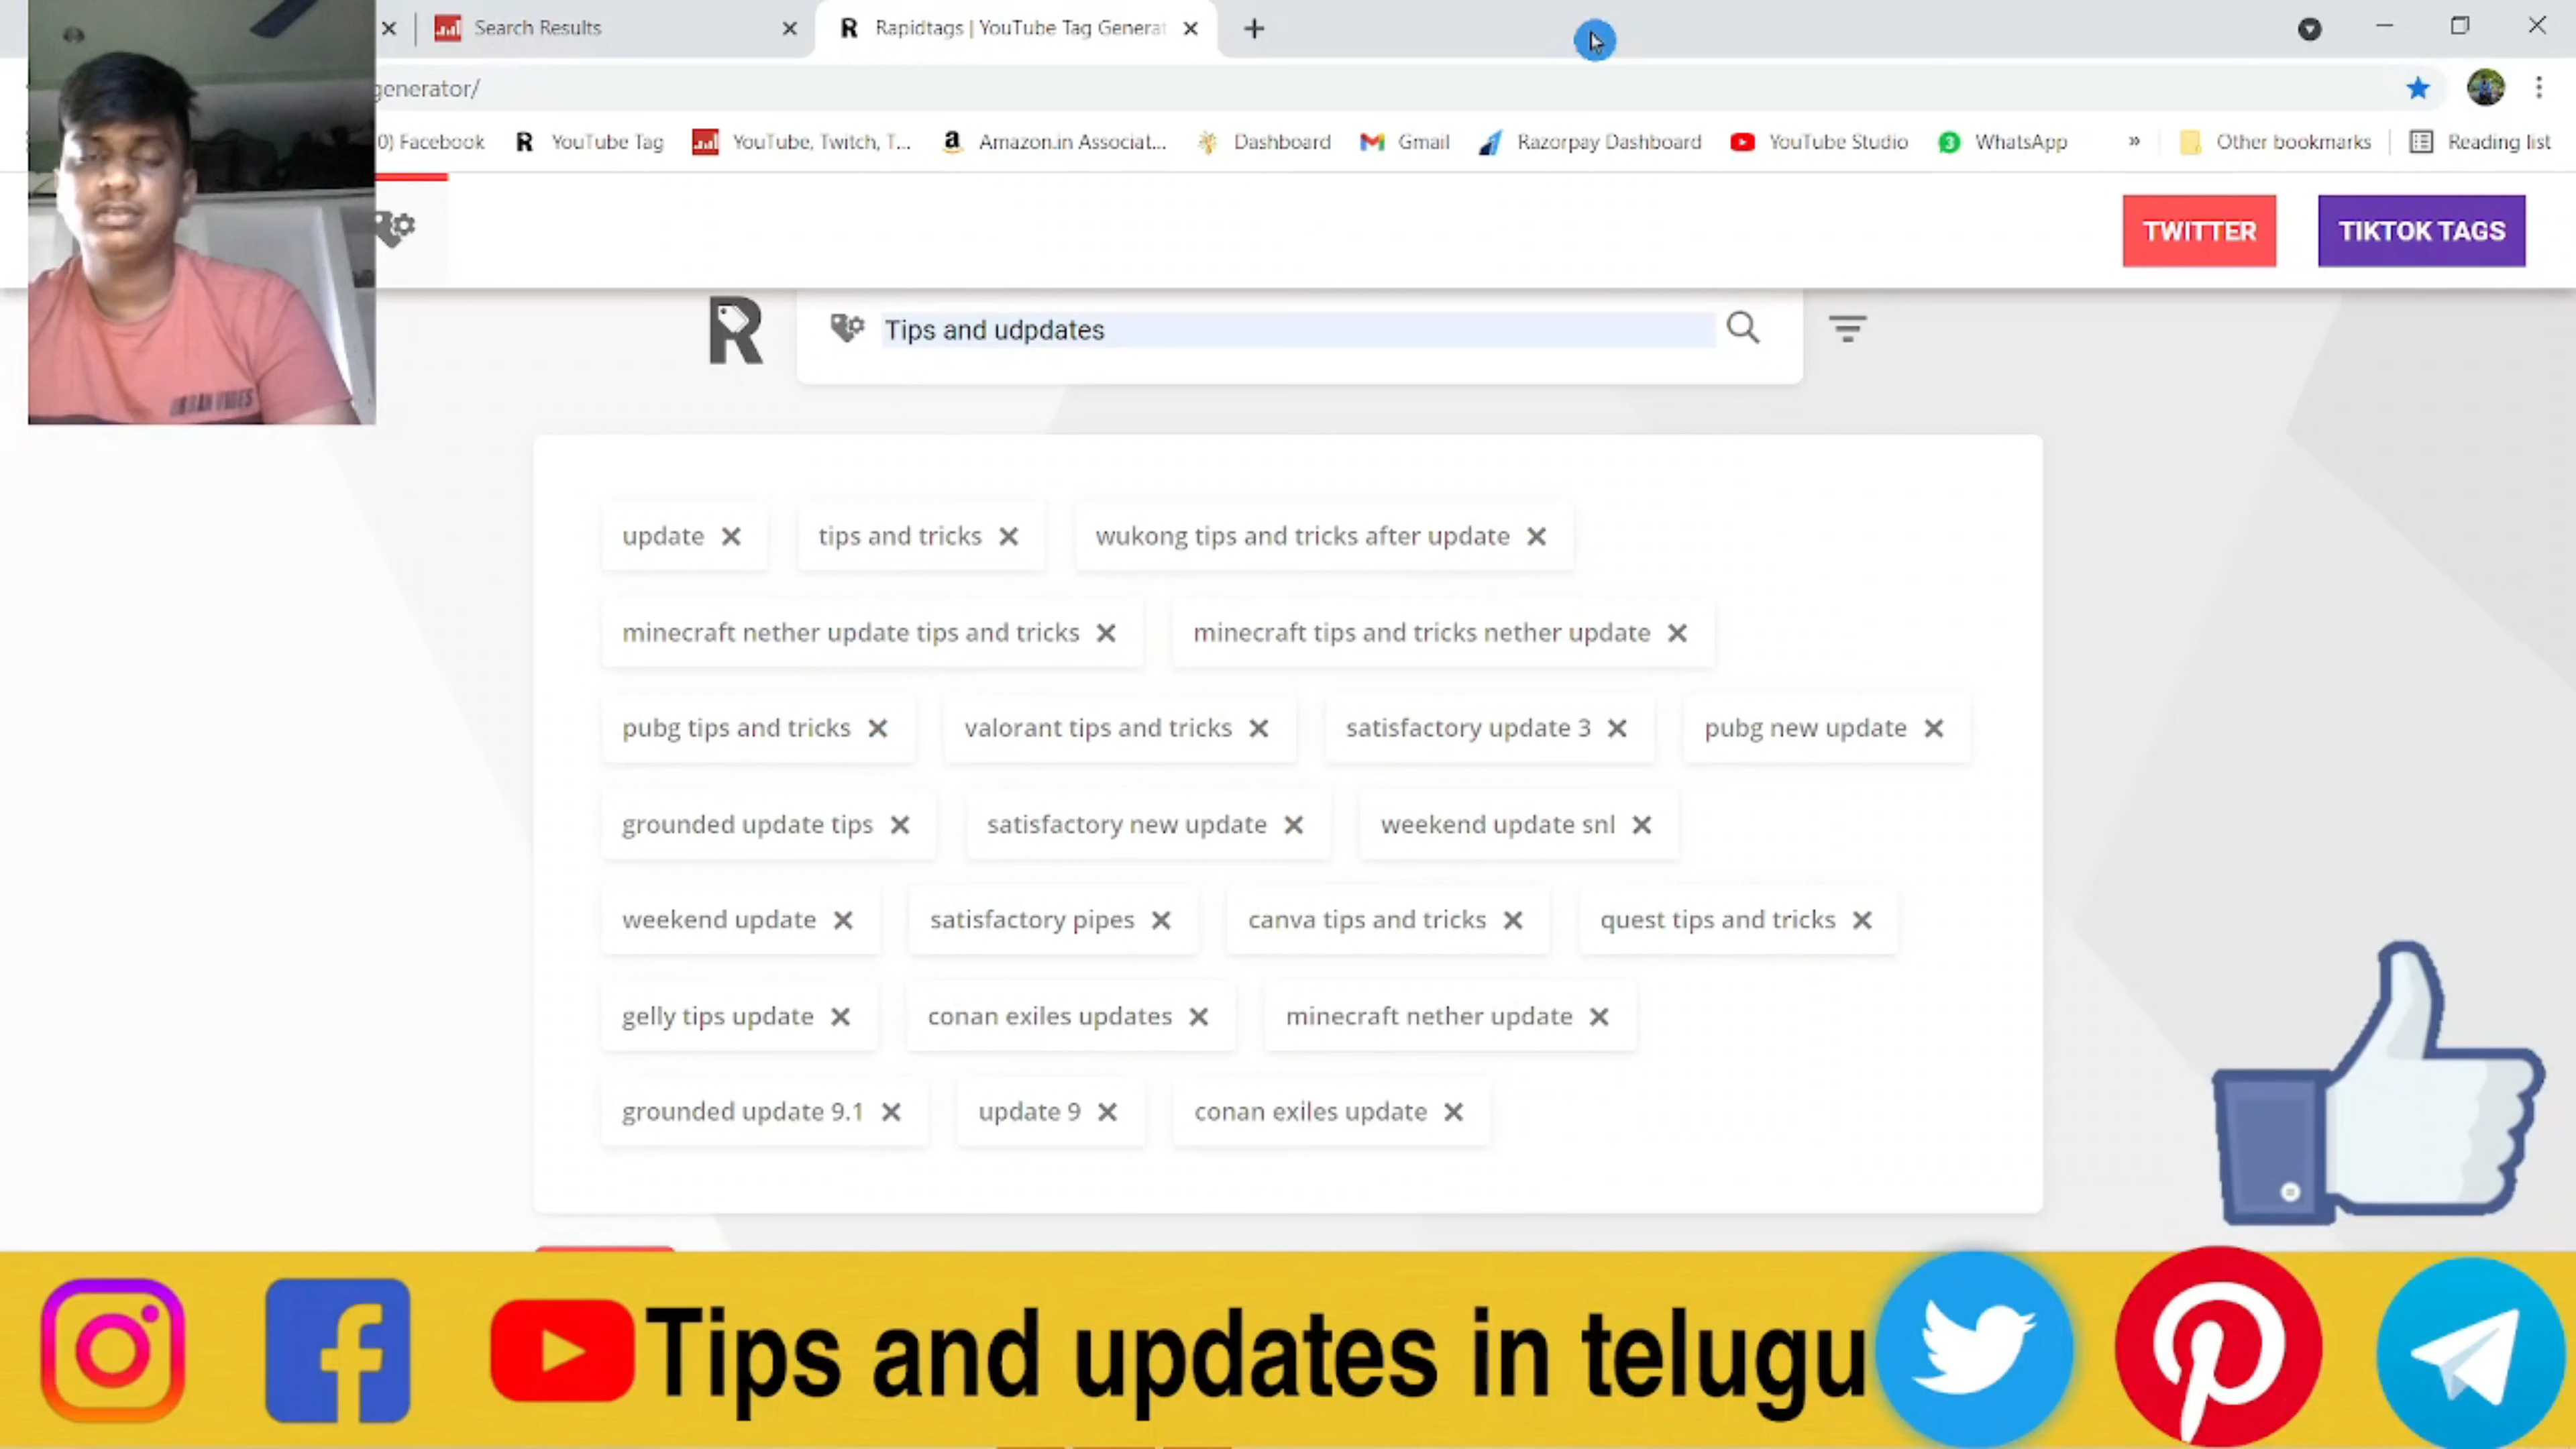 Search Results
Rapidtags | YouTube Tag Generat
generator/
0) Facebook
R YouTube Tag
YouTube, Twitch, T...
a Amazon.in Associat...
Dashboard
Gmail
Razorpay Dashboard
YouTube Studio
3 WhatsApp
»
Other bookmarks
Reading list
TWITTER
TIKTOK TAGS
R
Tips and udpdates
update
tips and tricks
wukong tips and tricks after update
minecraft nether update tips and tricks
minecraft tips and tricks nether update
pubg tips and tricks
valorant tips and tricks
satisfactory update 3
pubg new update
grounded update tips
satisfactory new update
weekend update snl
weekend update
satisfactory pipes
canva tips and tricks
quest tips and tricks
gelly tips update
conan exiles updates
minecraft nether update
grounded update 9.1
update 9
conan exiles update
Tips and updates in telugu